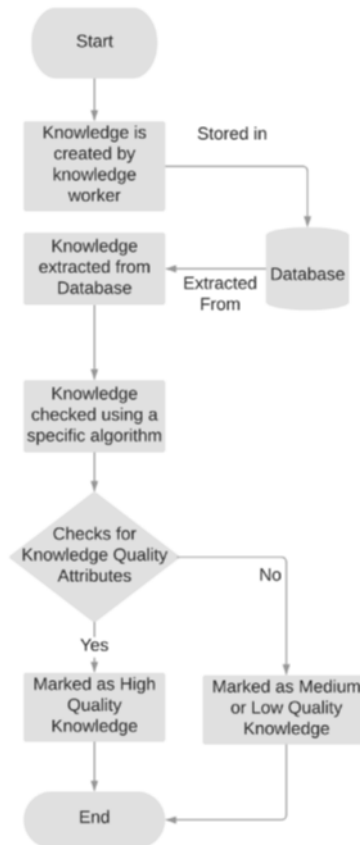 Start
Knowledge is
created by
knowledge
worker
Stored in
Knowledge
extracted from
Database
Database
Extracted
From
Knowledge
checked using a
specific algorithm
Checks for
Knowledge Quality
Attributes
No
Yes
Marked as High
Quality
Knowledge
Marked as Medium
or Low Quality
Knowledge
End